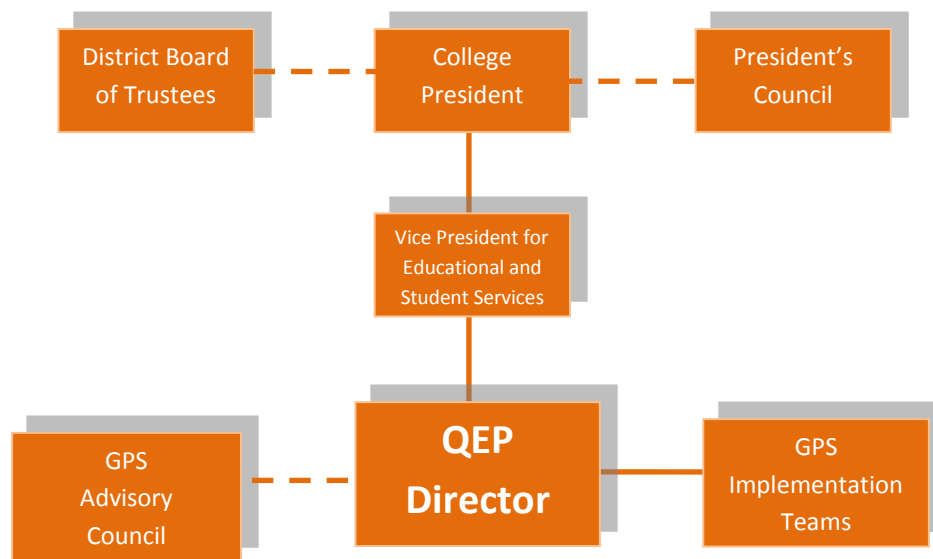 District Board
of Trustees
College
President
President’s
Council
Vice President for
Educational and
Student Services
GPS
Advisory
Council
QEP
Director
GPS
Implementation
Teams